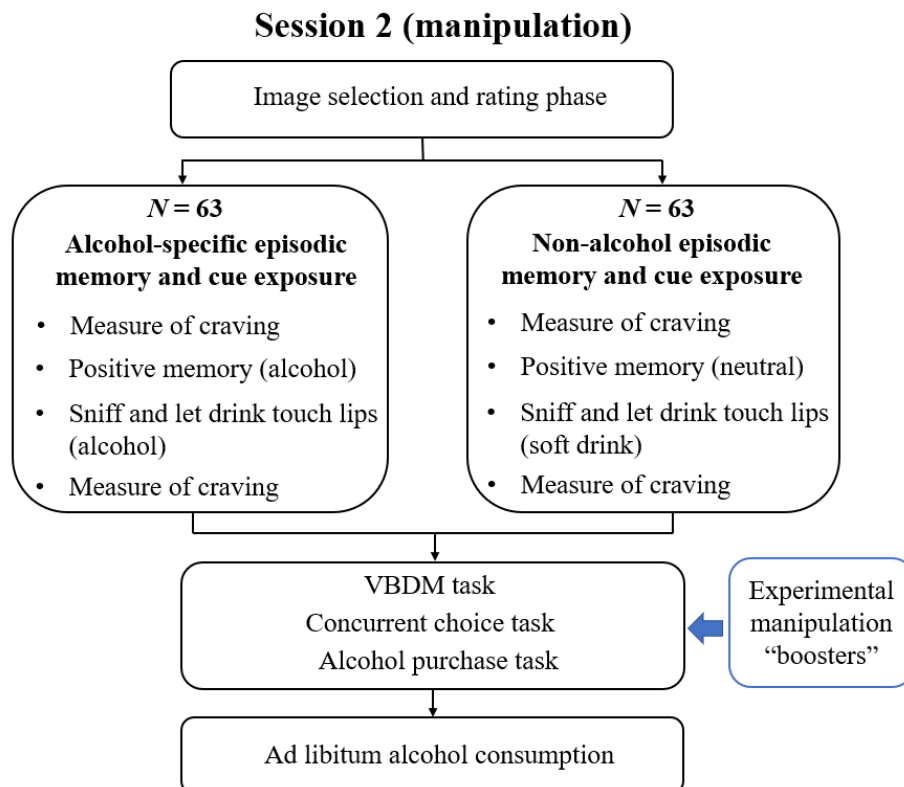 Session 2 (manipulation)
Image selection and rating phase
N = 63
Alcohol-specific episodic
memory and cue exposure
• Measure of craving
• Positive memory (alcohol)
• Sniff and let drink touch lips
(alcohol)
• Measure of craving
N = 63
Non-alcohol episodic
memory and cue exposure
• Measure of craving
• Positive memory (neutral)
• Sniff and let drink touch lips
(soft drink)
• Measure of craving
VBDM task
Concurrent choice task
Alcohol purchase task
Experimental
manipulation
“boosters”
Ad libitum alcohol consumption